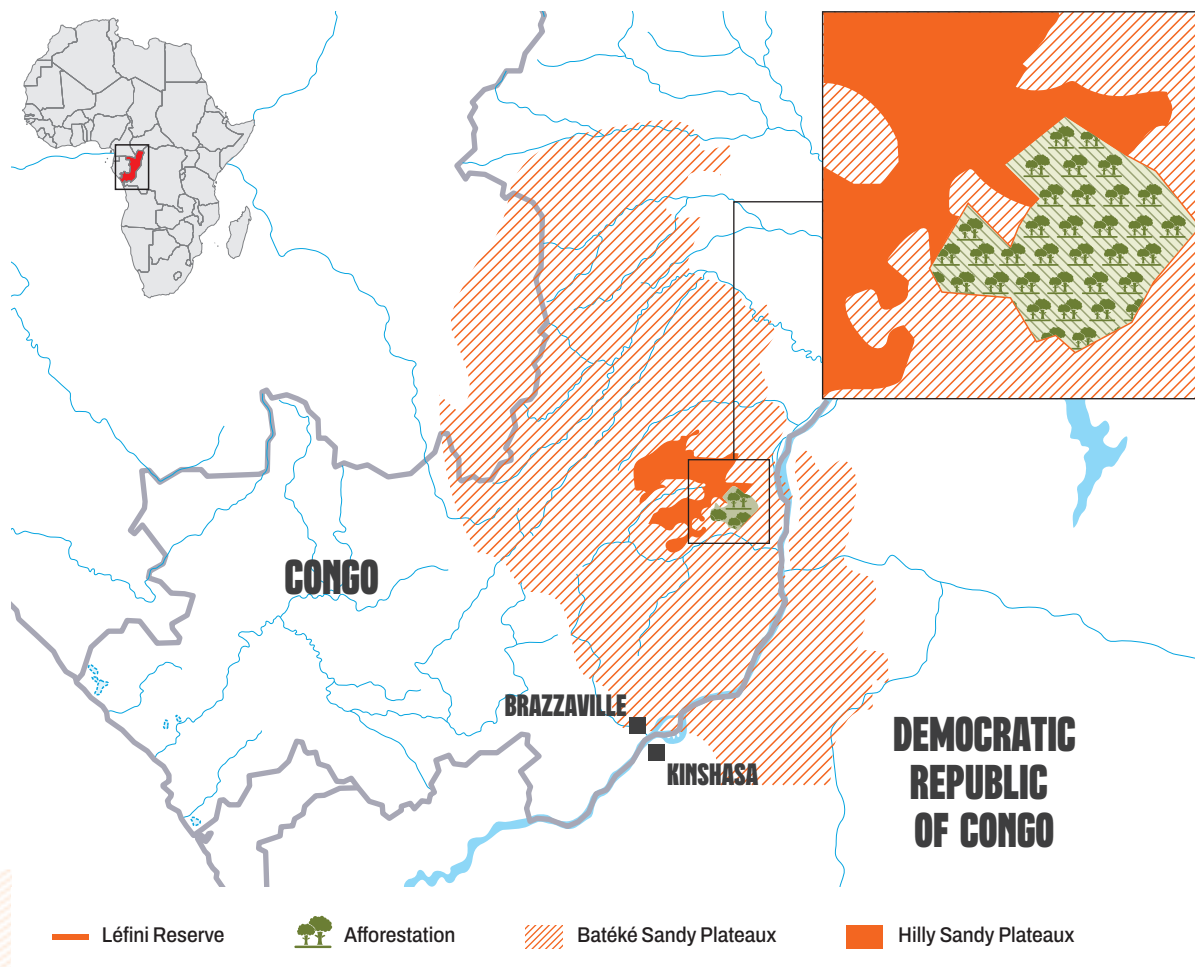 CONGO
BRAZZAVILLE
KINSHASA
DEMOCRATIC
REPUBLIC
OF CONGO
Léfini Reserve
Afforestation
Batéké Sandy Plateaux
Hilly Sandy Plateaux